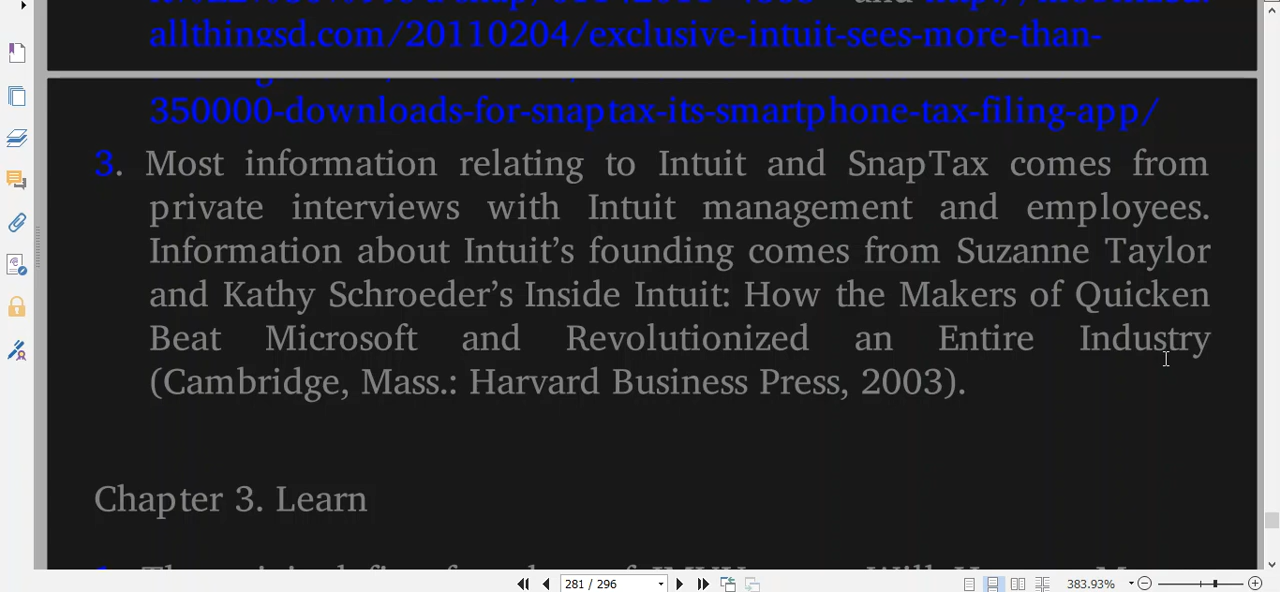 allthingsd.com/20110204/exclusive-intuit-sees-more-than-
350000-downloads-for-snaptax-its-smartphone-tax-filing-app/
3. Most information relating to Intuit and SnapTax comes from
private interviews with Intuit management and employees.
Information about Intuit’s founding comes from Suzanne Taylor
and Kathy Schroeder’s Inside Intuit: How the Makers of Quicken
Beat Microsoft and Revolutionized an Entire Industry
(Cambridge, Mass.: Harvard Business Press, 2003).
Chapter 3. Learn
281 / 296
383.93%